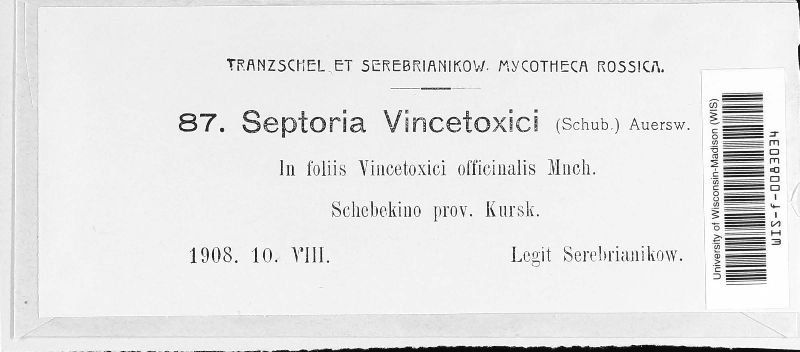 TRANZSCHEL ET SEREBRIANIKOW. MYCOTHECA ROSSICA.
87. Septoria Vincetoxici (Schub.) Auersw.
In foliis Vincetoxici officinalis Mnch.
Schebekino prov. Kursk.
1908. 10. VIII. Legit Serebrianikow.
University of Wisconsin-Madison (WIS)
WIS-f-0083034